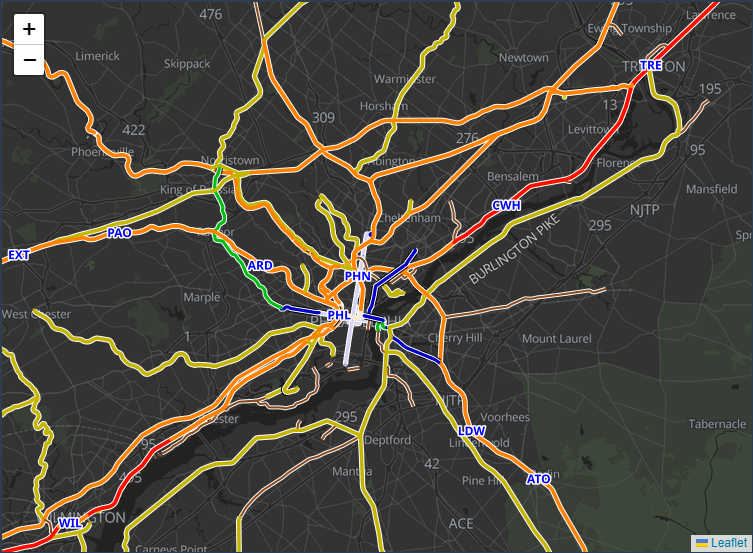 +
−
476
Lawrence
Ewing Township
Limerick
Skippack
Newtown
TRENTON
TRE
Warminster
195
Horsham
13
309
422
276
Levittown
Phoenixville
95
Norristown
Abington
Florence
Bensalem
King of Prussia
Mansfield
CWH
NJTP
Cheltenham
295
PAO
BURLINGTON PIKE
EXT
ARD
PHN
Marple
West Chester
PHL
1
Cherry Hill
Mount Laurel
NJTP
295
Voorhees
Tabernacle
LDW
Deptford
95
Mantua
42
495
Pine Hill
ATO
WIL
ACE
Carneys Point
Leaflet